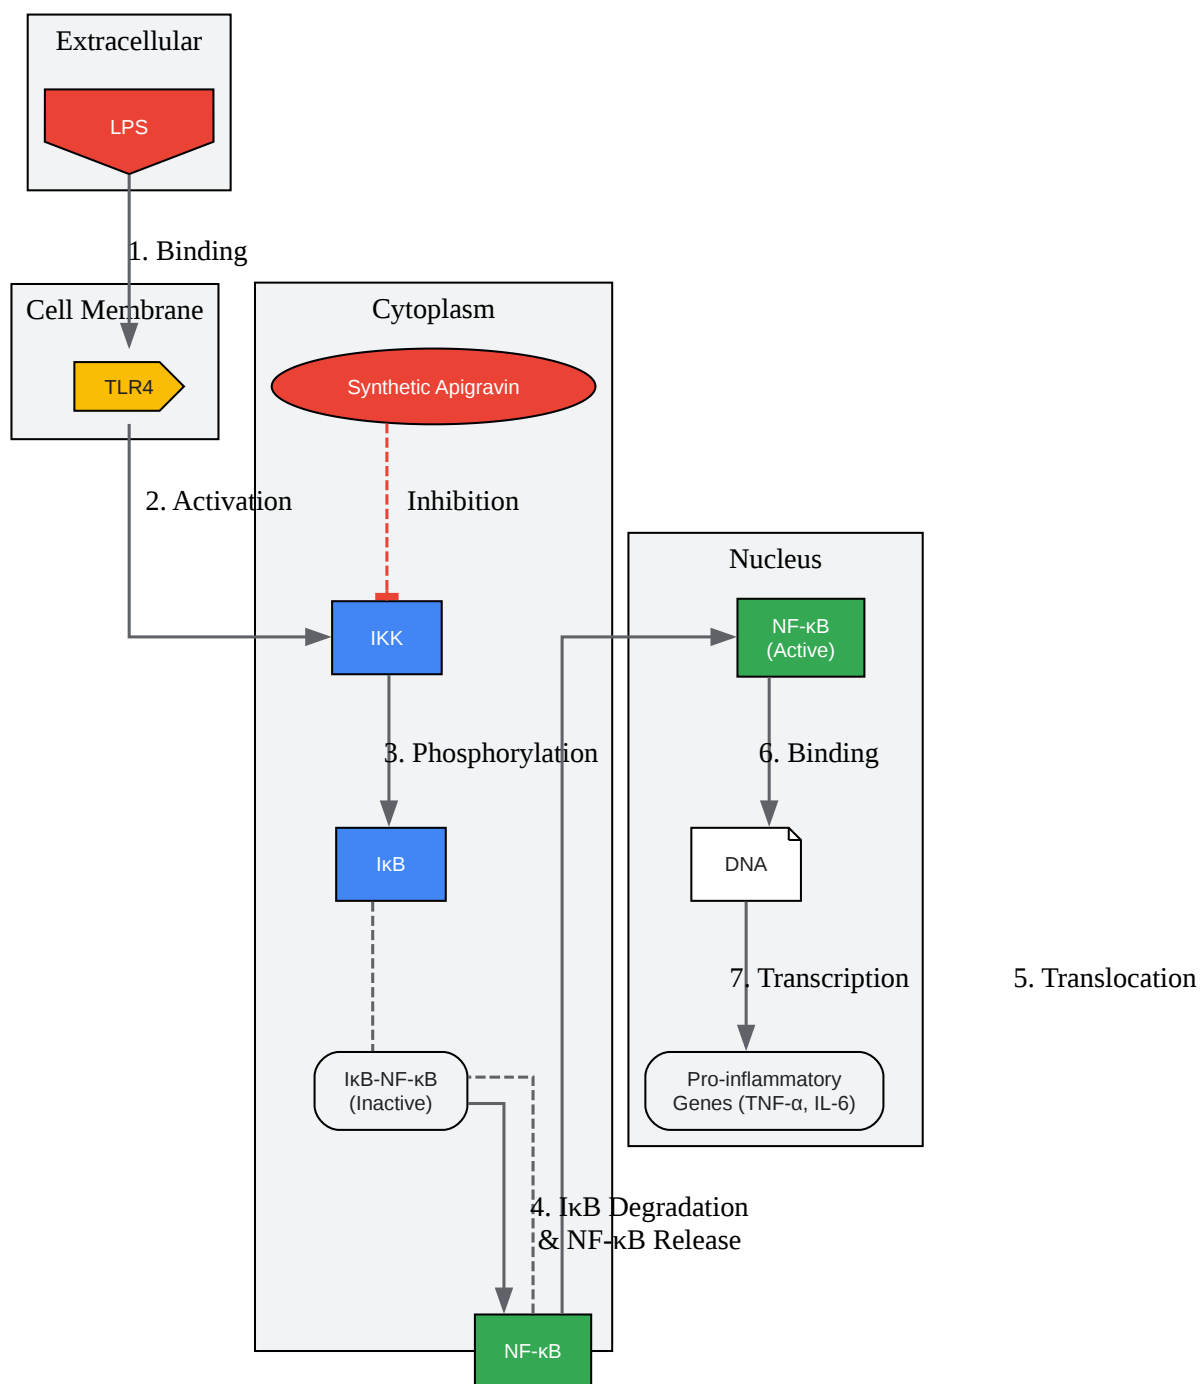 Extracellular
LPS
1. Binding
Cell Membrane
TLR4
2. Activation
Cytoplasm
Synthetic Apigravin
Inhibition
IKK
3. Phosphorylation
IκB
IκB-NF-κB
(Inactive)
4. IκB Degradation
& NF-κB Release
NF-κB
Nucleus
NF-κB
(Active)
6. Binding
DNA
7. Transcription
5. Translocation
Pro-inflammatory
Genes (TNF-α, IL-6)